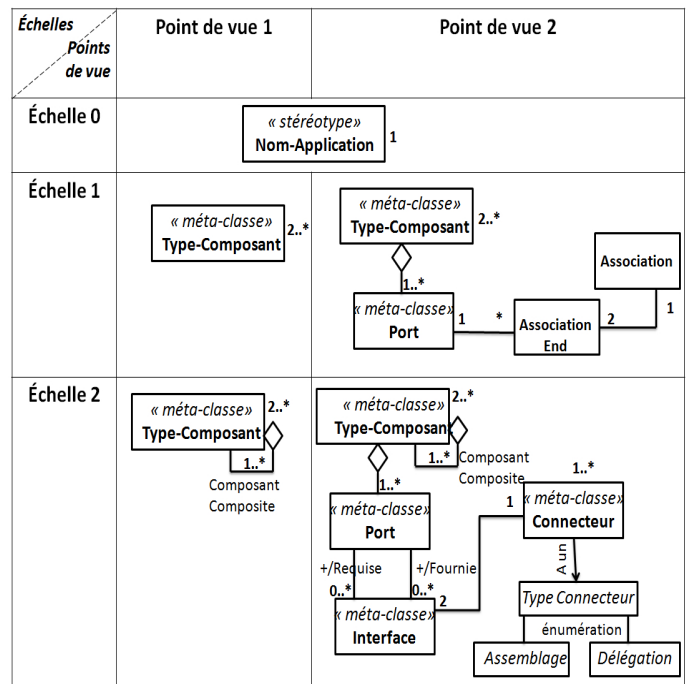 Échelles
Points
de vue
Point de vue 1
Point de vue 2
Échelle 0
« stéréotype»
Nom-Application
1
Échelle 1
« méta-classe»
Type-Composant
2..*
« méta-classe»
Type-Composant
2..*
1..*
« méta-classe»
Port
1
*
Association
End
2
Association
1
Échelle 2
« méta-classe»
Type-Composant
2..*
1..*
Composant
Composite
« méta-classe»
Type-Composant
2..*
1..*
Composant
Composite
1..*
« méta-classe»
Port
+/Requise
+/Fournie
0..*
0..*
« méta-classe»
Interface
2
1
1..*
« méta-classe»
Connecteur
A un
Type Connecteur
énumération
Assemblage
Délégation